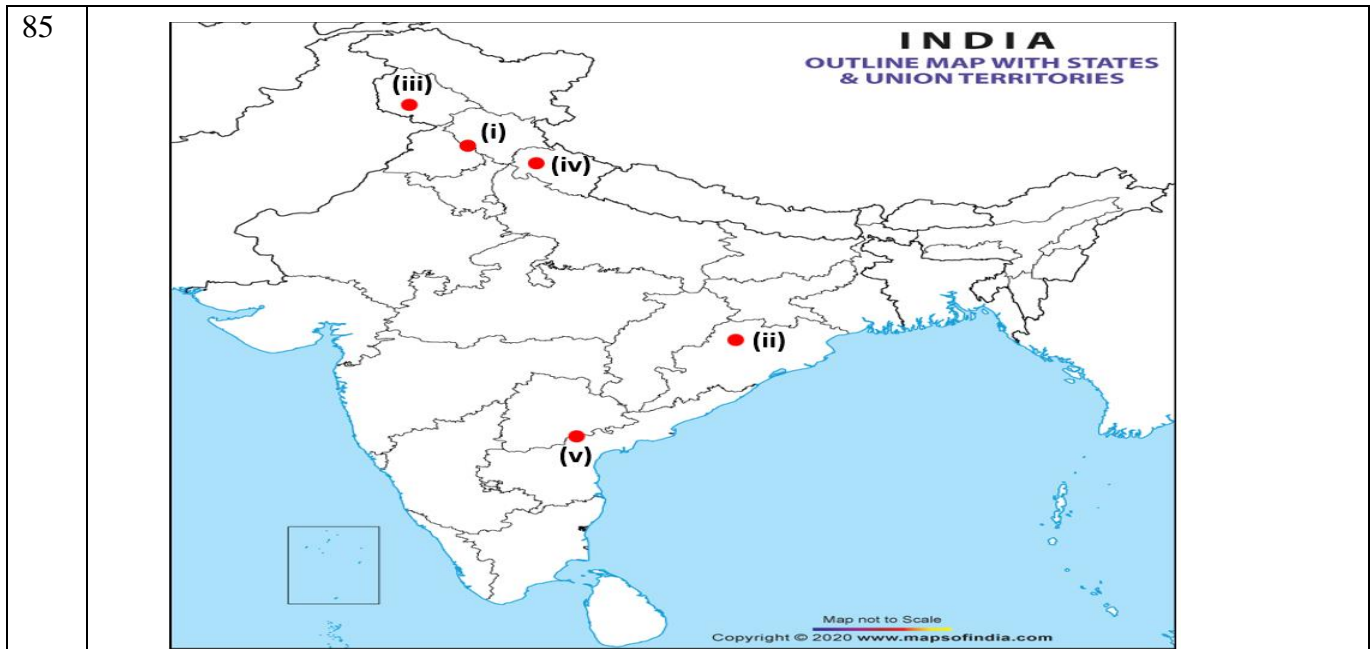 85
INDIA
OUTLINE MAP WITH STATES
& UNION TERRITORIES
(iii)
(i)
(iv)
(ii)
(v)
Map not to Scale
Copyright © 2020 www.mapsofindia.com